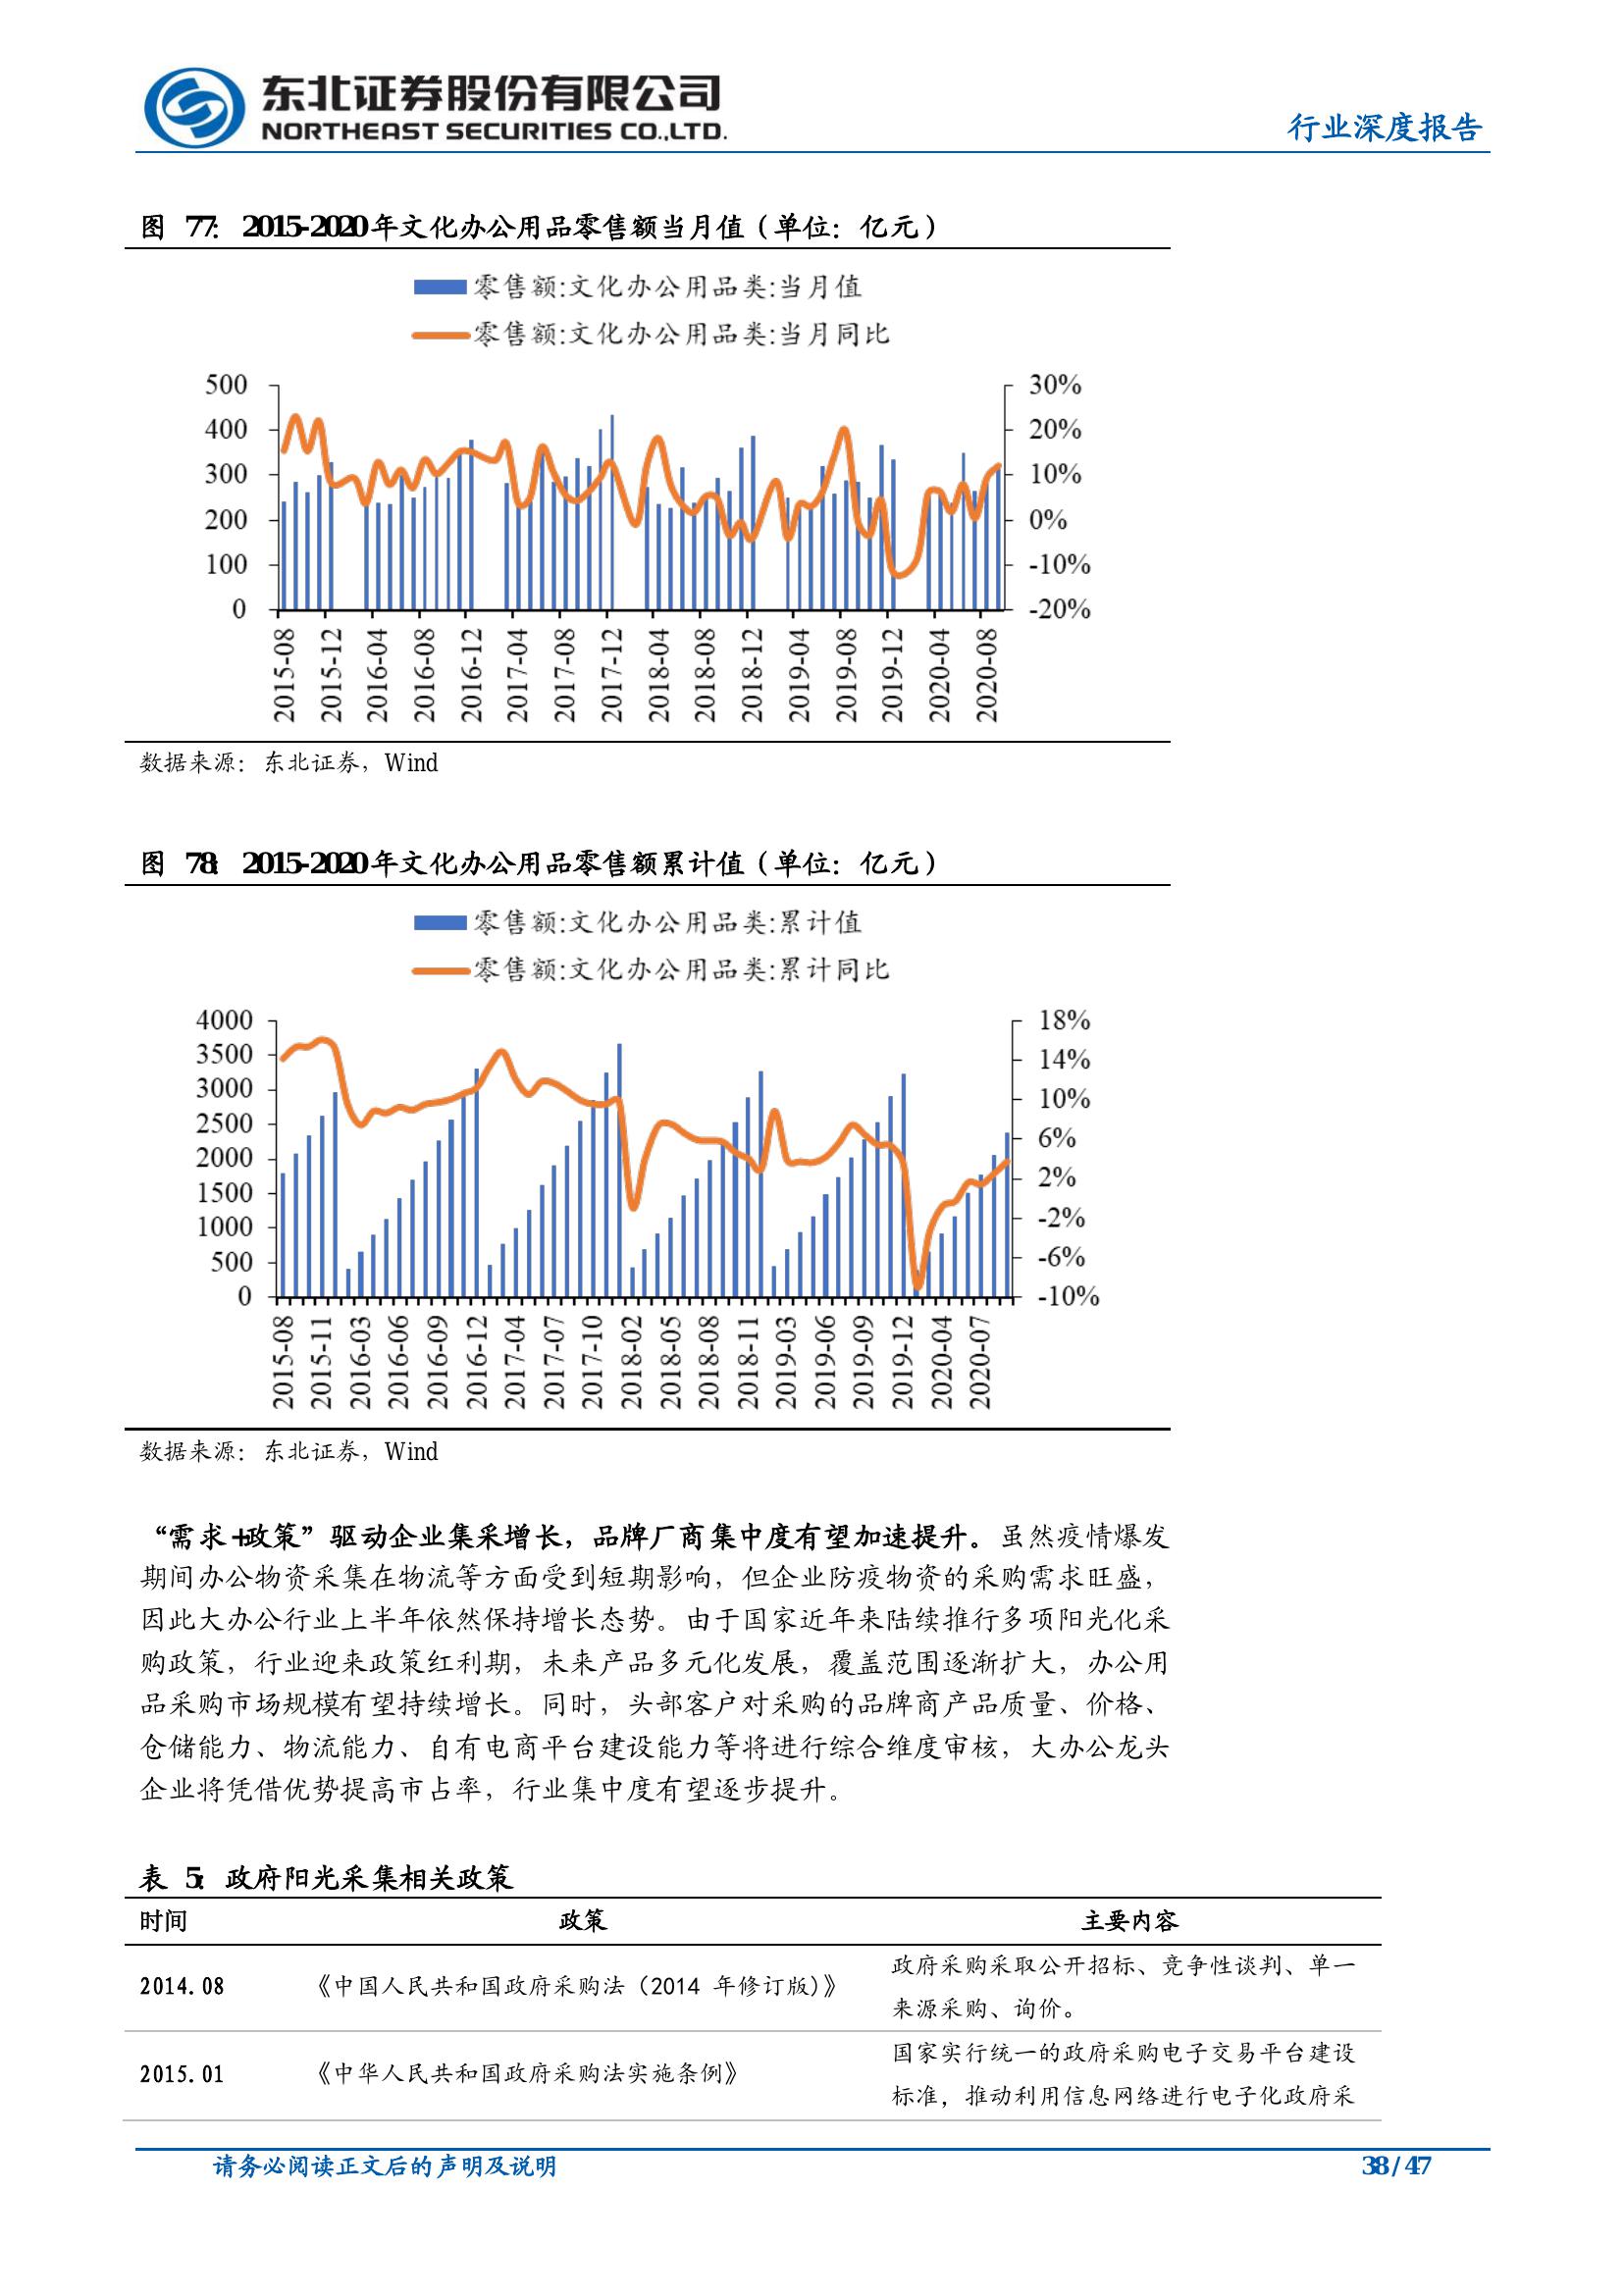 东北证券股份有限公司
NORTHEAST SECURITIES CO.,LTD.
行业深度报告
图 77：2015-2020年文化办公用品零售额当月值（单位：亿元）
零售额:文化办公用品类:当月值
零售额:文化办公用品类:当月同比
500
400
300
200
100
0
30%
20%
10%
0%
-10%
-20%
2015-08
2015-12
2016-04
2016-08
2016-12
2017-04
2017-08
2017-12
2018-04
2018-08
2018-12
2019-04
2019-08
2019-12
2020-04
2020-08
数据来源：东北证券，Wind
图 78：2015-2020年文化办公用品零售额累计值（单位：亿元）
零售额:文化办公用品类:累计值
零售额:文化办公用品类:累计同比
4000
3500
3000
2500
2000
1500
1000
500
0
18%
14%
10%
6%
2%
-2%
-6%
-10%
2015-08
2015-11
2016-03
2016-06
2016-09
2016-12
2017-04
2017-07
2017-10
2018-02
2018-05
2018-08
2018-11
2019-03
2019-06
2019-09
2019-12
2020-04
2020-07
数据来源：东北证券，Wind
“需求+政策”驱动企业集采增长，品牌厂商集中度有望加速提升。虽然疫情爆发
期间办公物资采集在物流等方面受到短期影响，但企业防疫物资的采购需求旺盛，
因此大办公行业上半年依然保持增长态势。由于国家近年来陆续推行多项阳光化采
购政策，行业迎来政策红利期，未来产品多元化发展，覆盖范围逐渐扩大，办公用
品采购市场规模有望持续增长。同时，头部客户对采购的品牌商产品质量、价格、
仓储能力、物流能力、自有电商平台建设能力等将进行综合维度审核，大办公龙头
企业将凭借优势提高市占率，行业集中度有望逐步提升。
表 5：政府阳光采集相关政策
时间 政策 主要内容
2014.08 《中国人民共和国政府采购法（2014 年修订版）》 政府采购采取公开招标、竞争性谈判、单一
来源采购、询价。
2015.01 《中华人民共和国政府采购法实施条例》 国家实行统一的政府采购电子交易平台建设
标准，推动利用信息网络进行电子化政府采
请务必阅读正文后的声明及说明
38 / 47